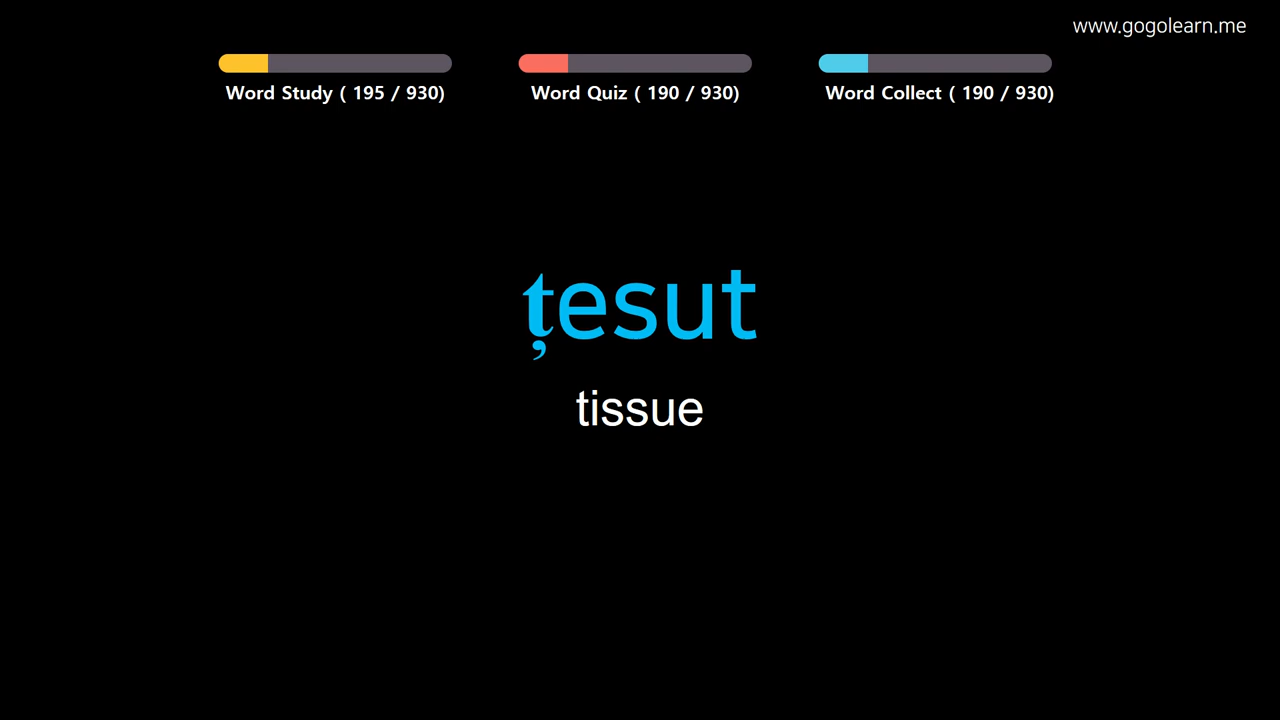 www.gogolearn.me
Word Study ( 195 / 930)
Word Quiz ( 190 / 930)
Word Collect ( 190 / 930)
țesut
tissue